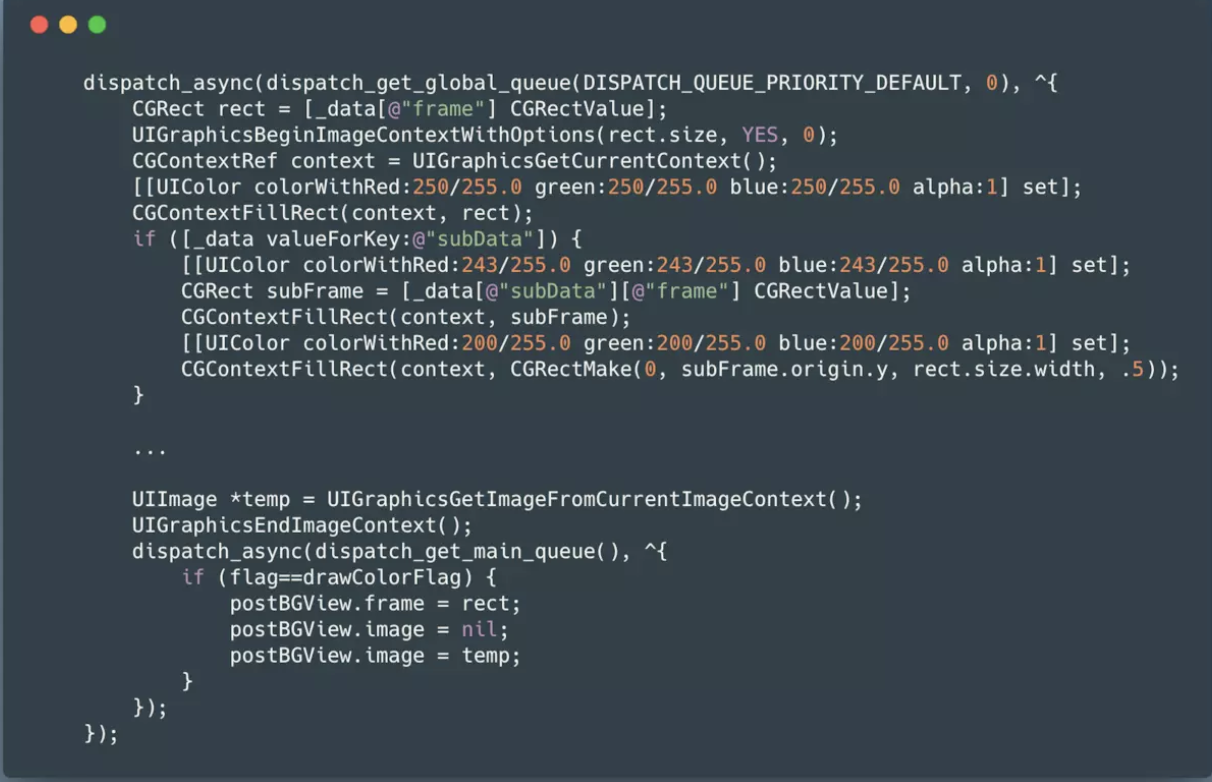 dispatch_async(dispatch_get_global_queue(DISPATCH_QUEUE_PRIORITY_DEFAULT, 0), ^{
    CGRect rect = [_data[@"frame"] CGRectValue];
    UIGraphicsBeginImageContextWithOptions(rect.size, YES, 0);
    CGContextRef context = UIGraphicsGetCurrentContext();
    [[UIColor colorWithRed:250/255.0 green:250/255.0 blue:250/255.0 alpha:1] set];
    CGContextFillRect(context, rect);
    if ([_data valueForKey:@"subData"]) {
        [[UIColor colorWithRed:243/255.0 green:243/255.0 blue:243/255.0 alpha:1] set];
        CGRect subFrame = [_data[@"subData"][@"frame"] CGRectValue];
        CGContextFillRect(context, subFrame);
        [[UIColor colorWithRed:200/255.0 green:200/255.0 blue:200/255.0 alpha:1] set];
        CGContextFillRect(context, CGRectMake(0, subFrame.origin.y, rect.size.width, .5));
    }
    ...
    UIImage *temp = UIGraphicsGetImageFromCurrentImageContext();
    UIGraphicsEndImageContext();
    dispatch_async(dispatch_get_main_queue(), ^{
        if (flag==drawColorFlag) {
            postBGView.frame = rect;
            postBGView.image = nil;
            postBGView.image = temp;
        }
    });
});